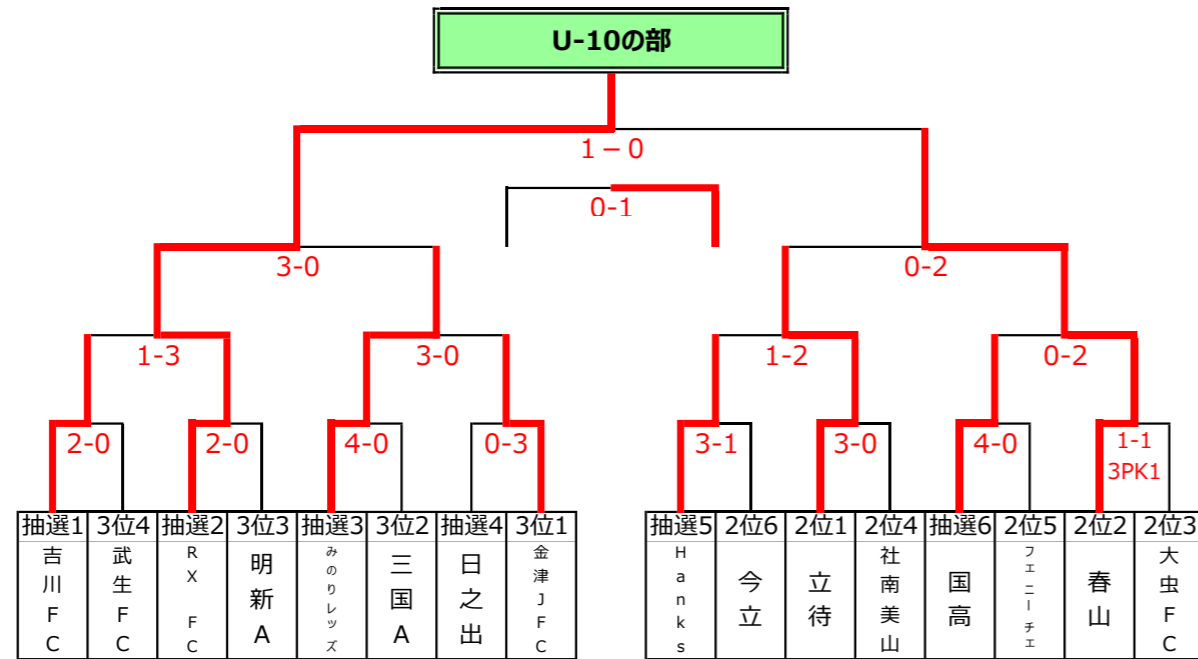 U-10の部
1－0
0-1
3-0
0-2
1-3
3-0
1-2
0-2
2-0
2-0
4-0
0-3
3-1
3-0
4-0
1-1
3PK1
抽選1 3位4 抽選2 3位3 抽選3 3位2 抽選4 3位1 抽選5 2位6 2位1 2位4 抽選6 2位5 2位2 2位3
吉川FC
武生FC
RX FC
明新A
みのりレッズ
三国A
日之出
金津JFC
Hanks
今立
立待
社南美山
国高
フェニーチェ
春山
大虫FC